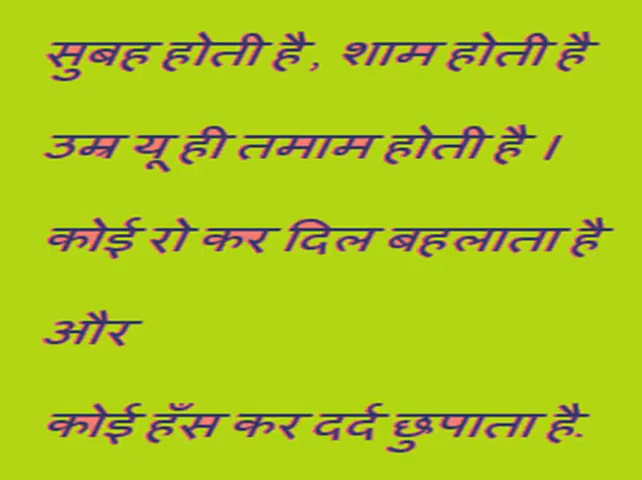 सुबह होती है , शाम होती है
उम्र यू ही तमाम होती है ।
कोई रो कर दिल बहलाता है
और
कोई हँस कर दर्द छुपाता है.